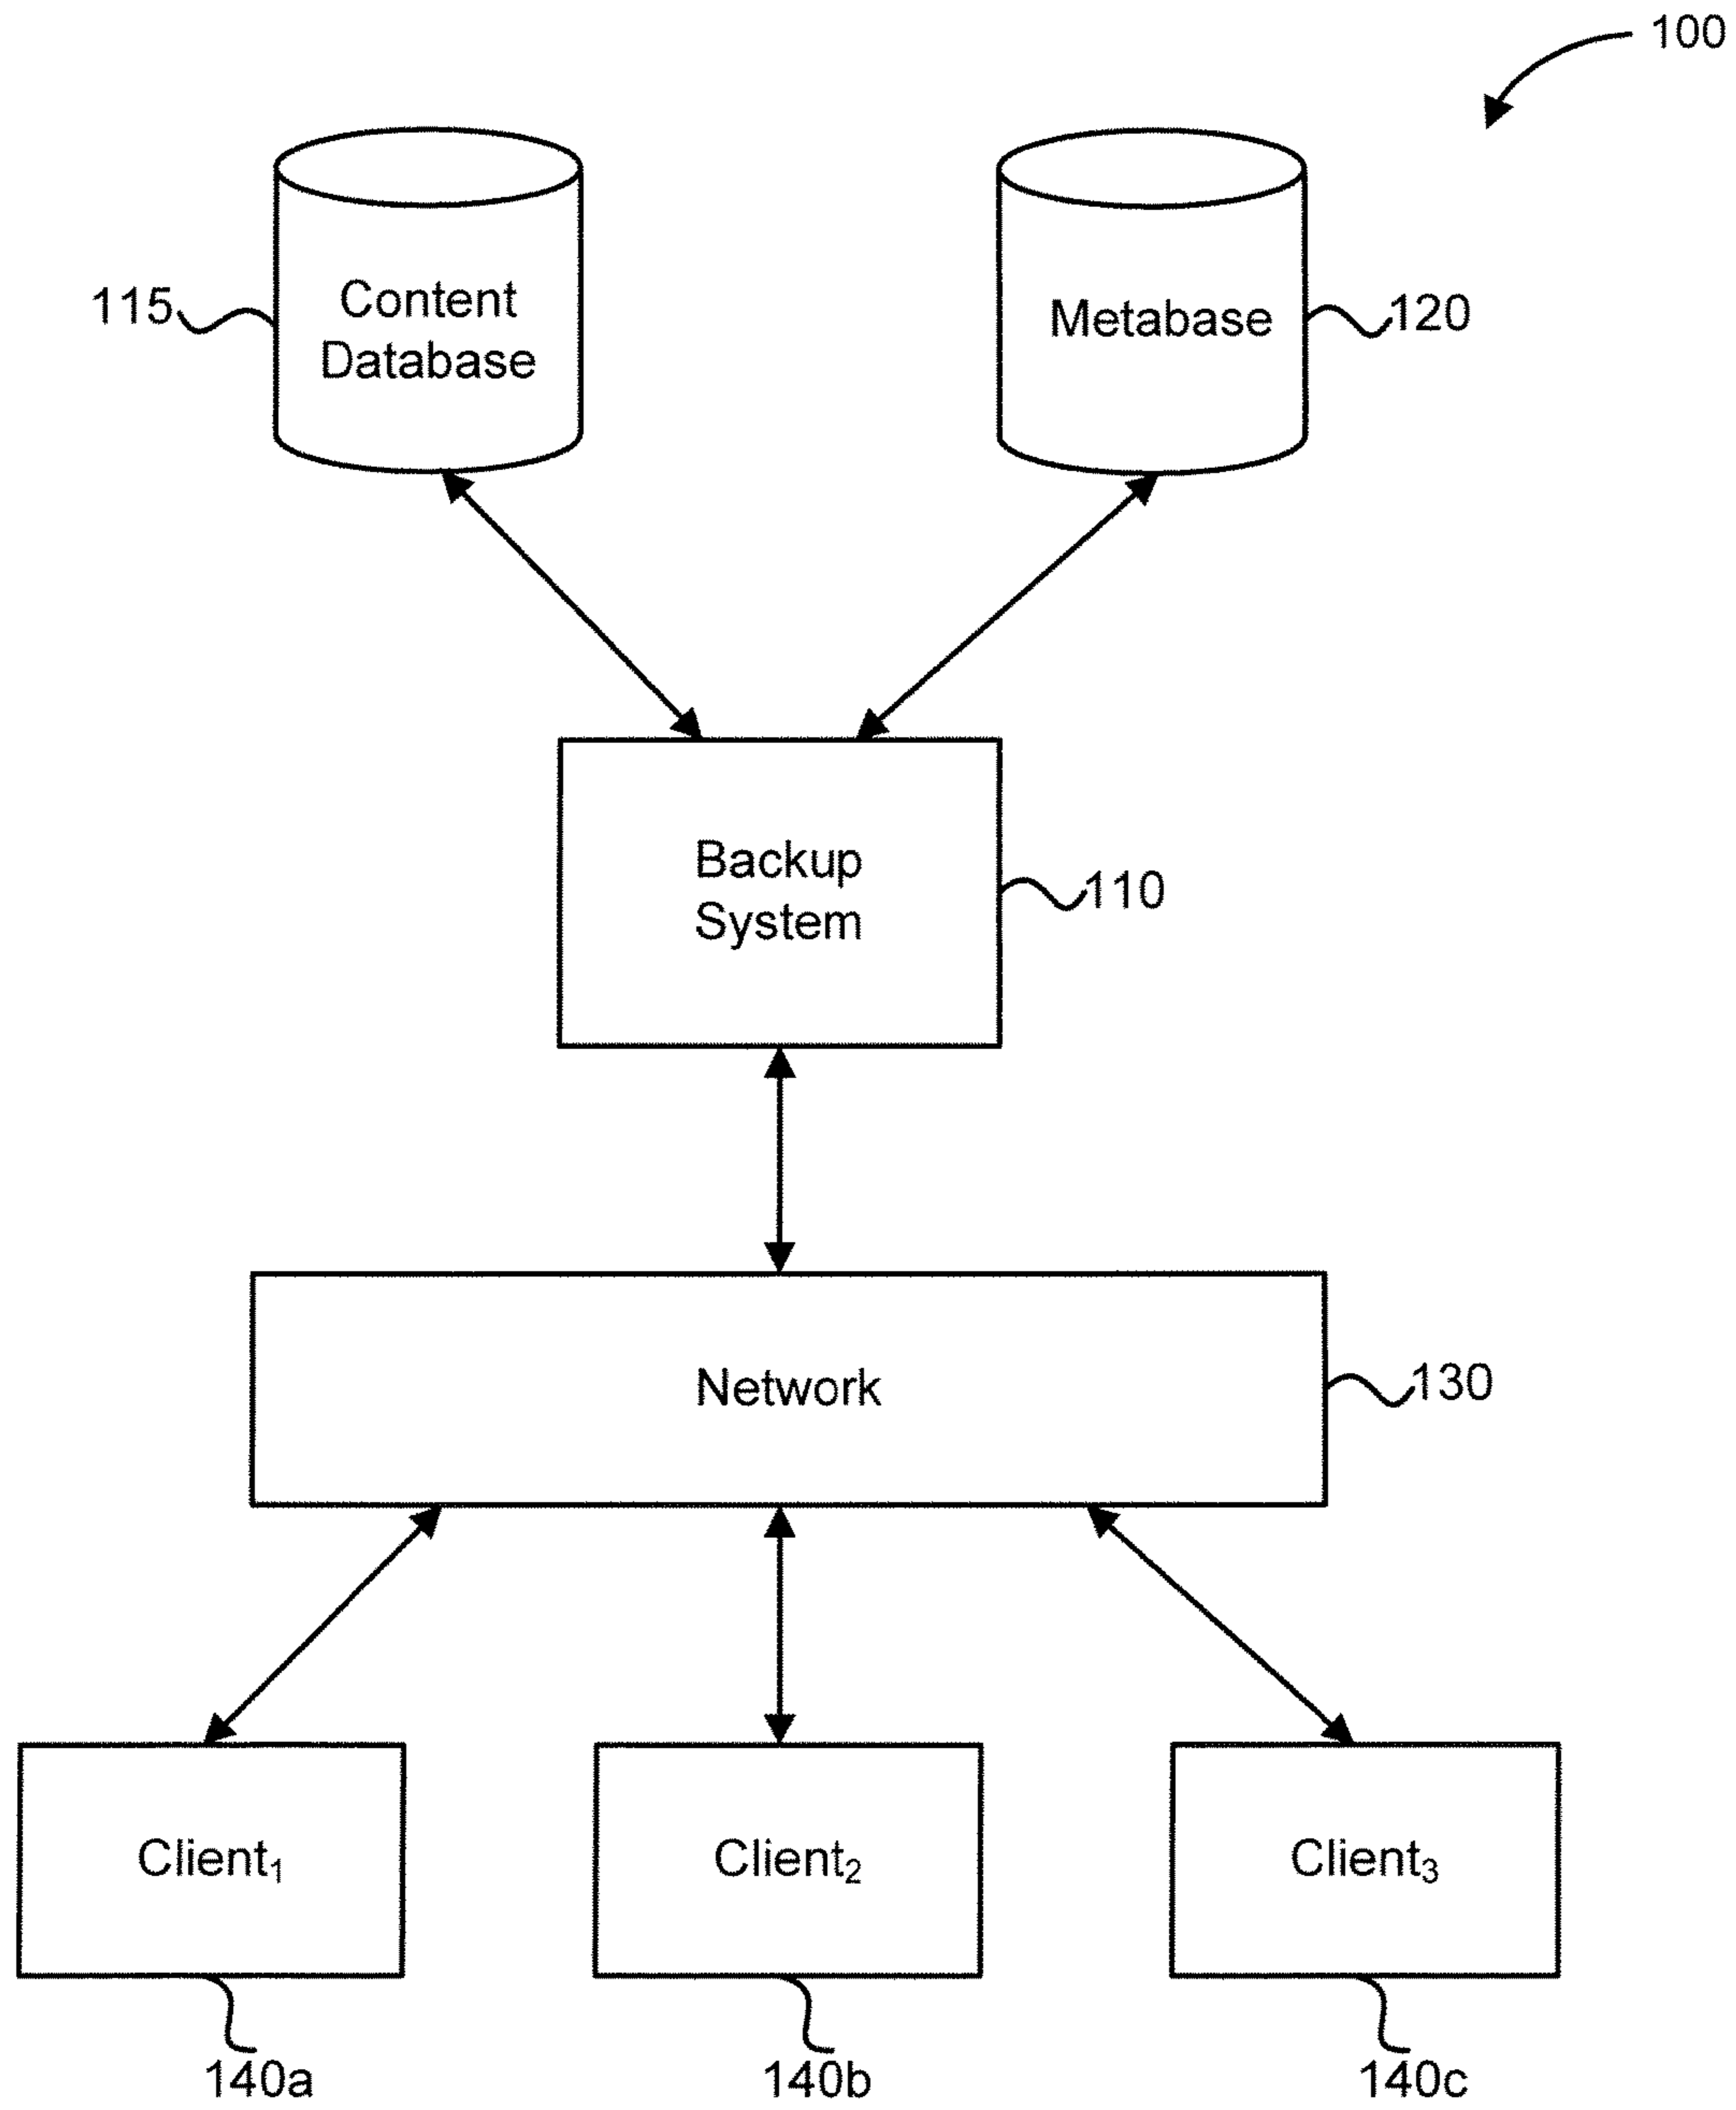 100
Content
Database
115
Metabase
120
Backup
System
110
Network
130
Client₁
Client₂
Client₃
140a
140b
140c